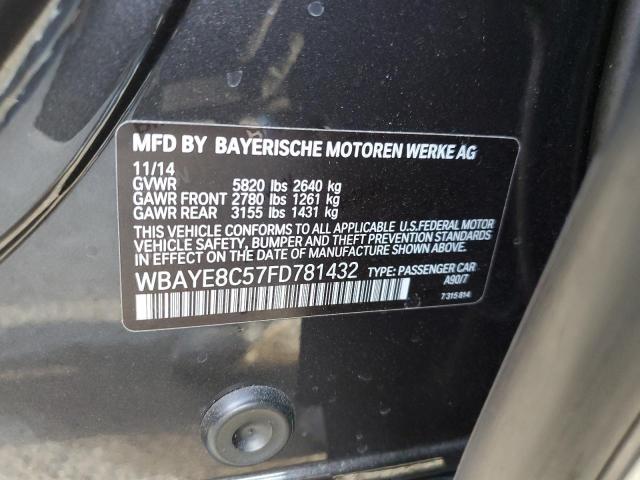 MFD BY BAYERISCHE MOTOREN WERKE AG
11/14
GVWR 5820 lbs 2640 kg
GAWR FRONT 2780 lbs 1261 kg
GAWR REAR 3155 lbs 1431 kg
THIS VEHICLE CONFORMS TO ALL APPLICABLE U.S.FEDERAL MOTOR
VEHICLE SAFETY, BUMPER AND THEFT PREVENTION STANDARDS
IN EFFECT ON THE DATE OF MANUFACTURE SHOWN ABOVE.
WBAYE8C57FD781432 TYPE: PASSENGER CAR
A90/7
7315814